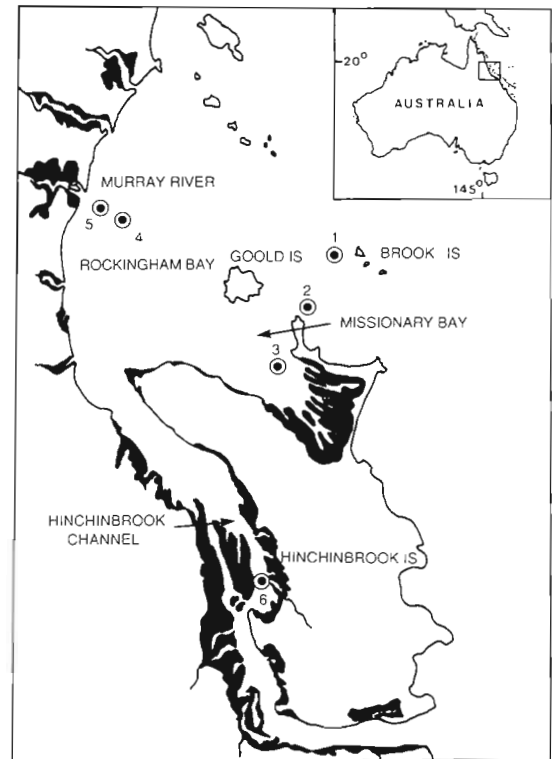 20°
AUSTRALIA
145°
MURRAY RIVER
5
4
ROCKINGHAM BAY
GOOLD IS
1
BROOK IS
2
MISSIONARY BAY
3
HINCHINBROOK
CHANNEL
HINCHINBROOK IS
6